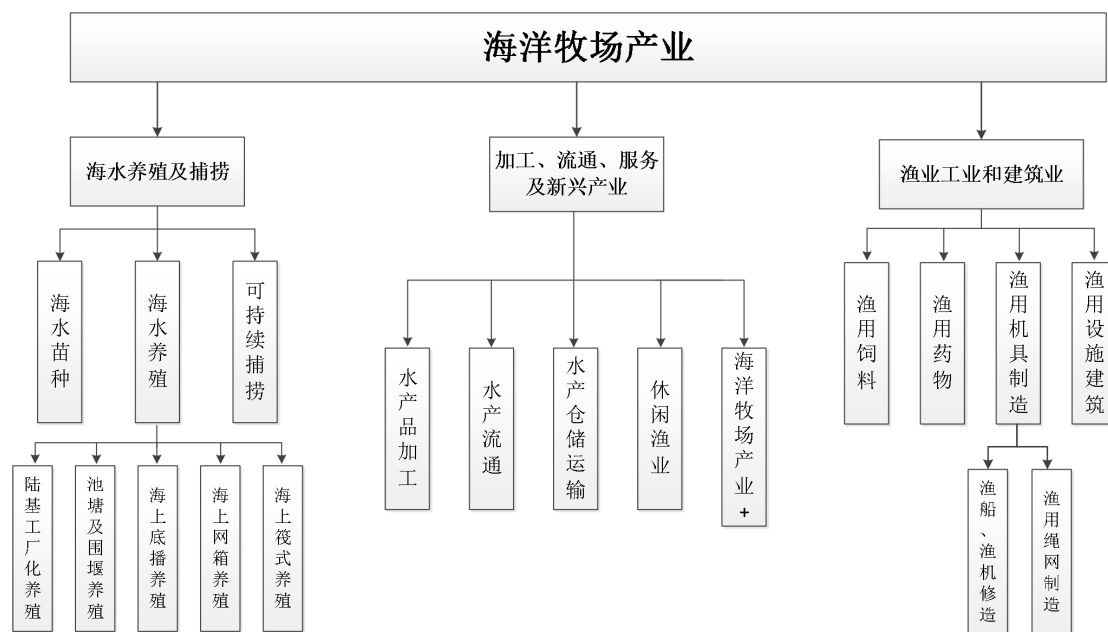 海洋牧场产业
海水养殖及捕捞
加工、流通、服务
及新兴产业
渔业工业和建筑业
海水苗种
海水养殖
可持续捕捞
水产品加工
水产流通
水产仓储运输
休闲渔业
海洋牧场产业+
渔用饲料
渔用药物
渔用机具制造
渔用设施建筑
陆基工厂化养殖
池塘及围堰养殖
海上底播养殖
海上网箱养殖
海上筏式养殖
渔船、渔机修造
渔用绳网制造